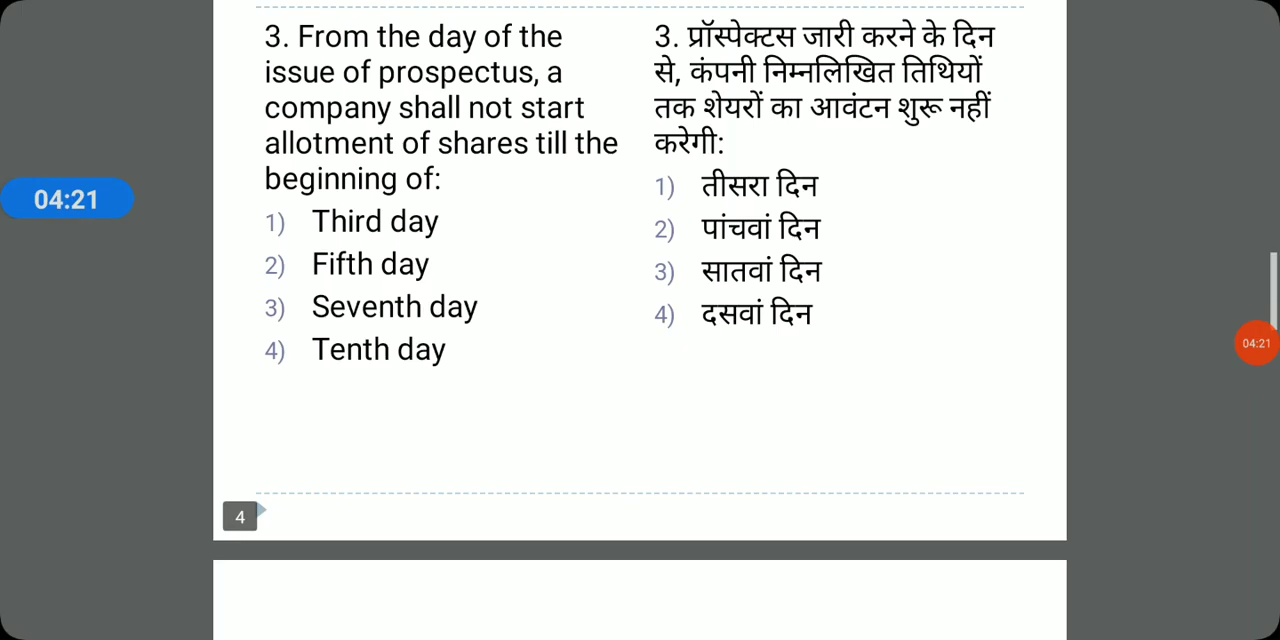 3. From the day of the
issue of prospectus, a
company shall not start
allotment of shares till the
beginning of:
1) Third day
2) Fifth day
3) Seventh day
4) Tenth day
3. प्रॉस्पेक्टस जारी करने के दिन
से, कंपनी निम्नलिखित तिथियों
तक शेयरों का आवंटन शुरू नहीं
करेगी:
1) तीसरा दिन
2) पांचवां दिन
3) सातवां दिन
4) दसवां दिन
04:21
04:21
4